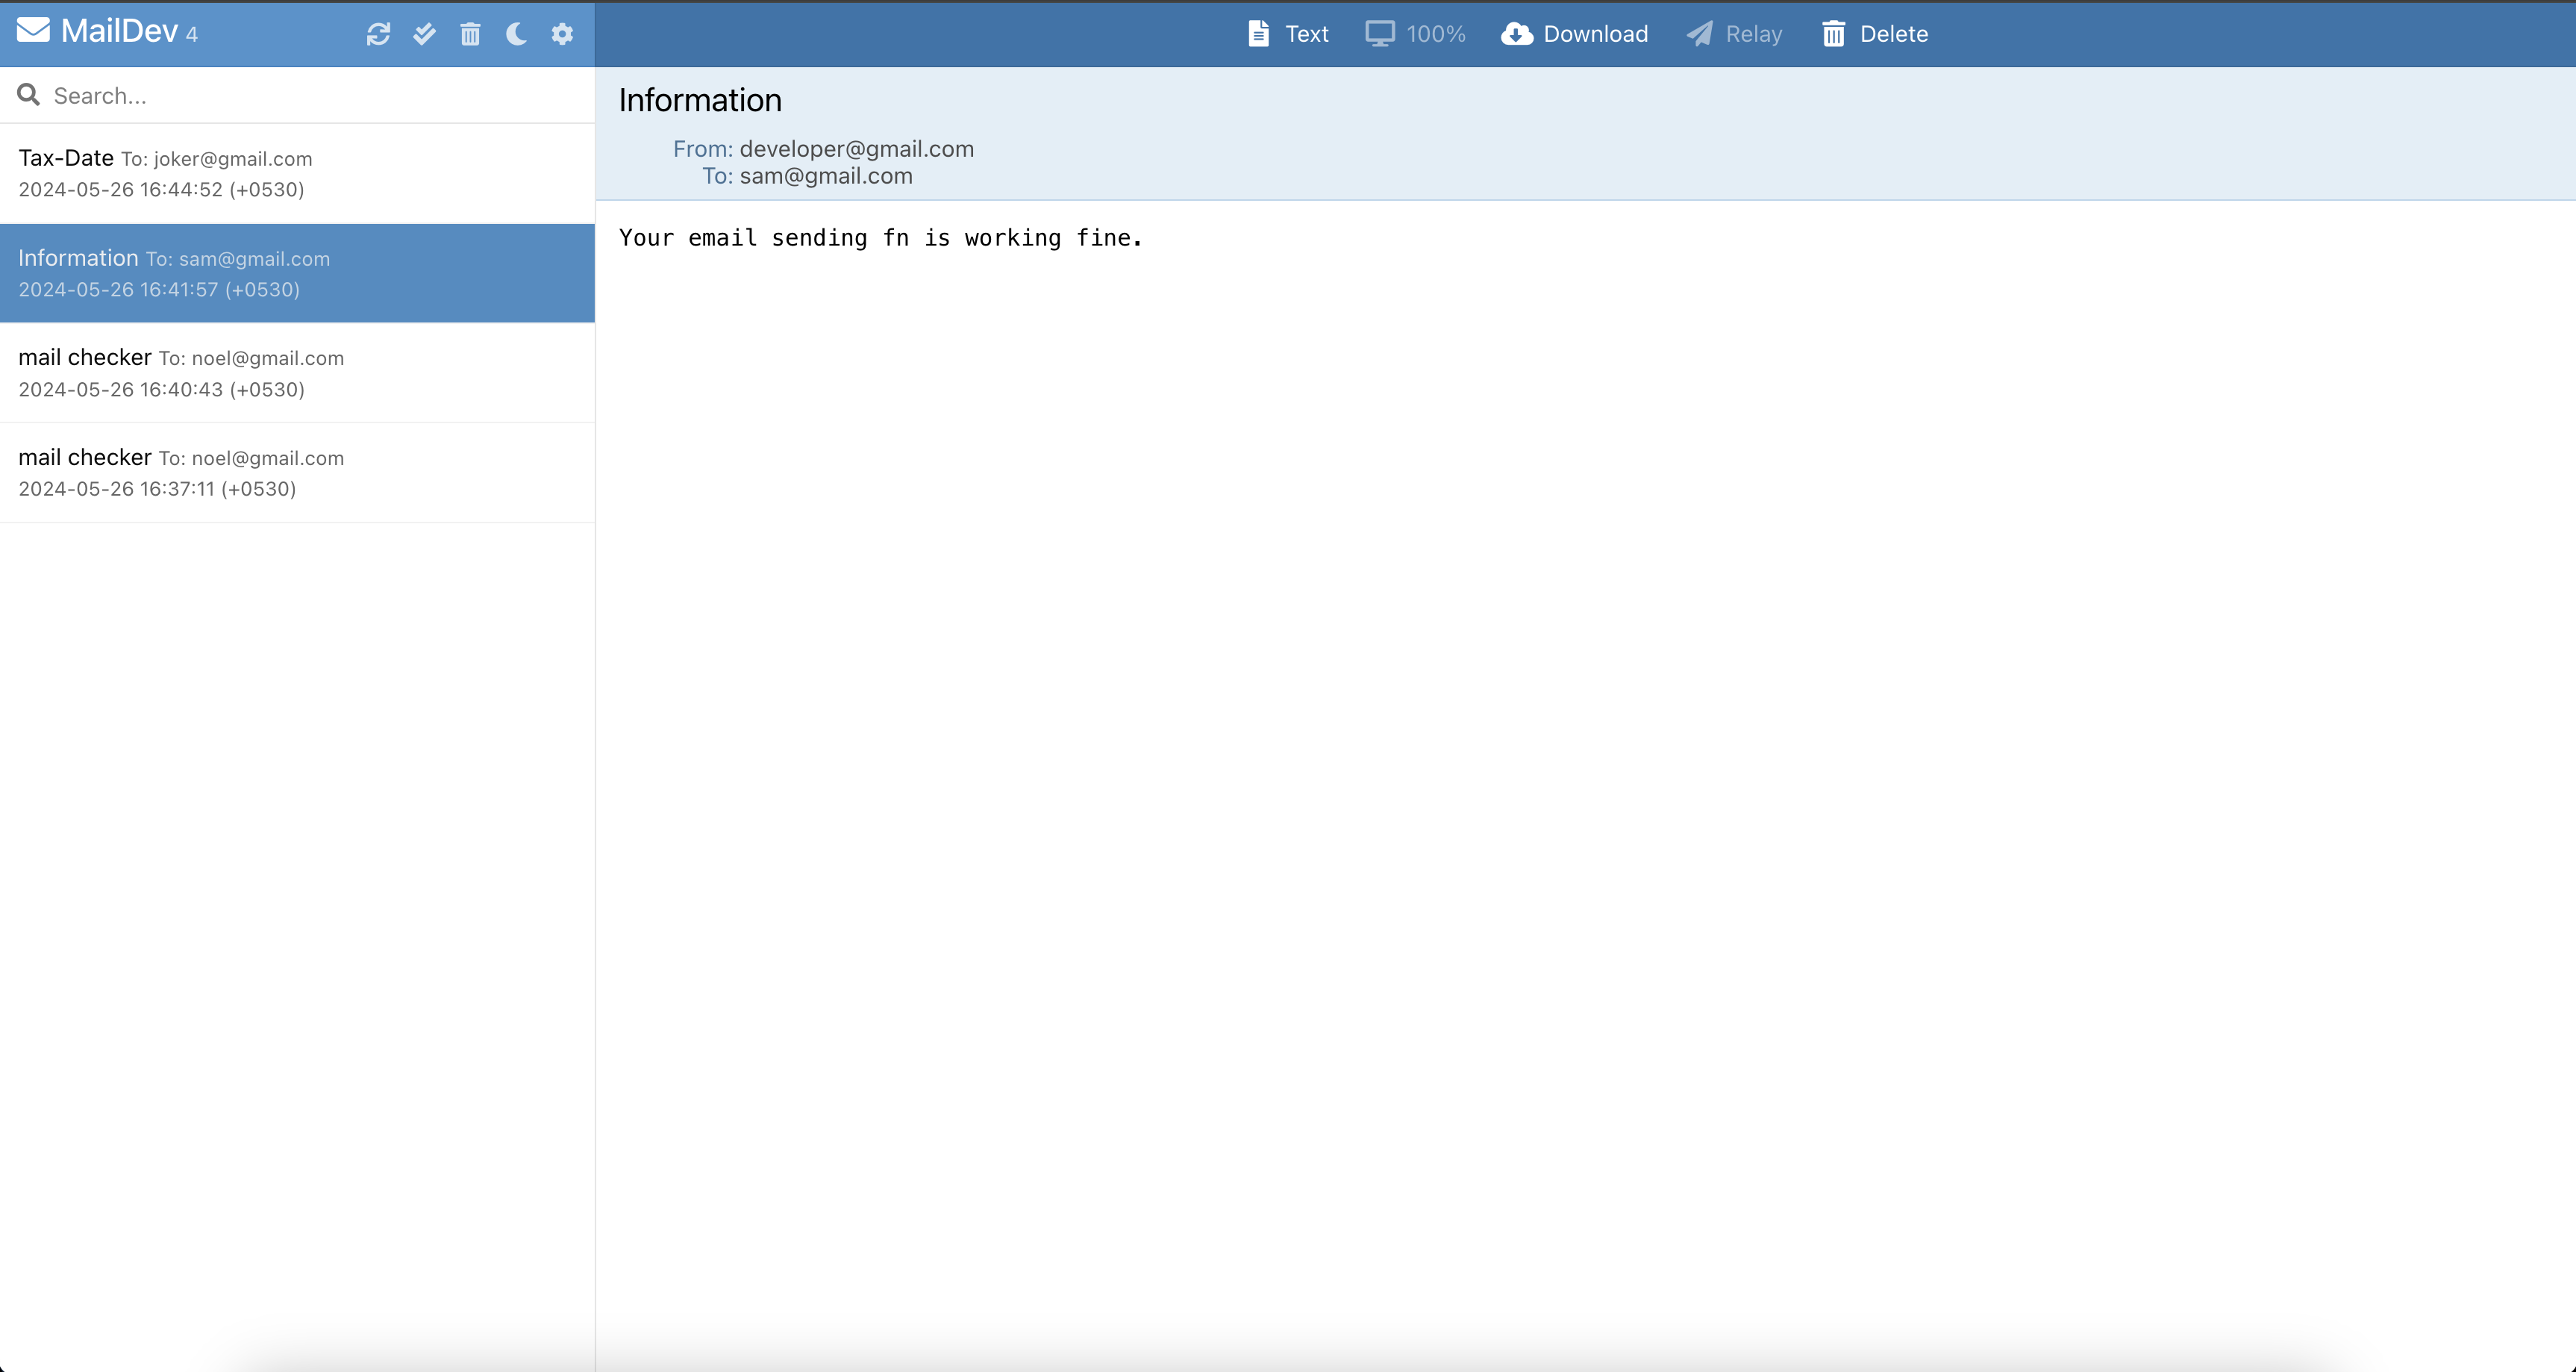 MailDev 4
Text 100% Download Relay Delete
Search...
Tax-Date To: joker@gmail.com
2024-05-26 16:44:52 (+0530)
Information To: sam@gmail.com
2024-05-26 16:41:57 (+0530)
mail checker To: noel@gmail.com
2024-05-26 16:40:43 (+0530)
mail checker To: noel@gmail.com
2024-05-26 16:37:11 (+0530)
Information
From: developer@gmail.com
To: sam@gmail.com
Your email sending fn is working fine.